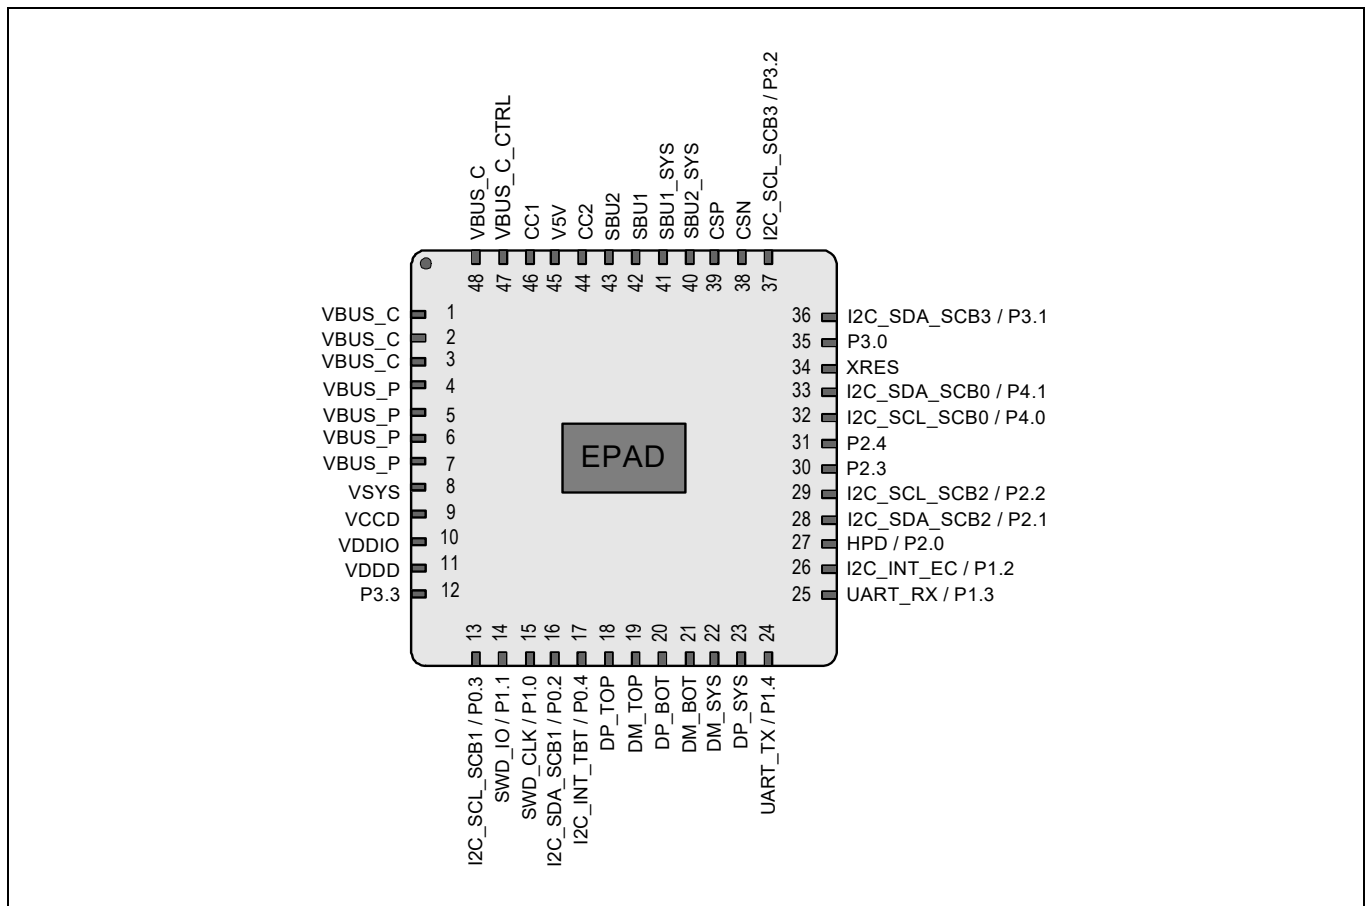 VBUS_C
VBUS_C_CTRL
CC1
V5V
CC2
SBU2
SBU1
SBU1_SYS
SBU2_SYS
CSP
CSN
I2C_SCL_SCB3 / P3.2
48
47
46
45
44
43
42
41
40
39
38
37
VBUS_C 1
VBUS_C 2
VBUS_C 3
VBUS_P 4
VBUS_P 5
VBUS_P 6
VBUS_P 7
VSYS 8
VCCD 9
VDDIO 10
VDDD 11
P3.3 12
EPAD
36 I2C_SDA_SCB3 / P3.1
35 P3.0
34 XRES
33 I2C_SDA_SCB0 / P4.1
32 I2C_SCL_SCB0 / P4.0
31 P2.4
30 P2.3
29 I2C_SCL_SCB2 / P2.2
28 I2C_SDA_SCB2 / P2.1
27 HPD / P2.0
26 I2C_INT_EC / P1.2
25 UART_RX / P1.3
13
14
15
16
17
18
19
20
21
22
23
24
I2C_SCL_SCB1 / P0.3
SWD_IO / P1.1
SWD_CLK / P1.0
I2C_SDA_SCB1 / P0.2
I2C_INT_TBT / P0.4
DP_TOP
DM_TOP
DP_BOT
DM_BOT
DM_SYS
DP_SYS
UART_TX / P1.4